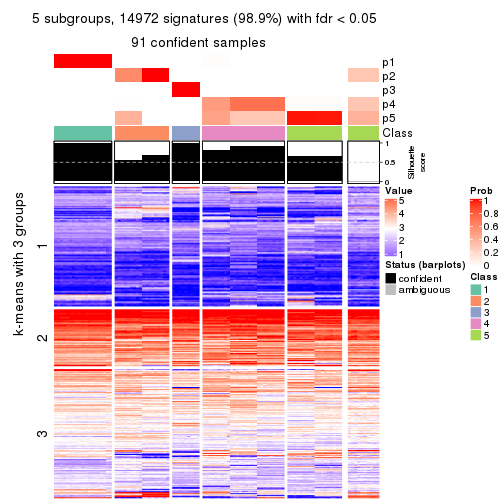 5 subgroups, 14972 signatures (98.9%) with fdr < 0.05
91 confident samples
p1
p2
p3
p4
p5
Class
1
0.5
0
Silhouette
score
k-means with 3 groups
1
2
3
Value
5
4
3
2
1
Status (barplots)
confident
ambiguous
Prob
1
0.8
0.6
0.4
0.2
0
Class
1
2
3
4
5